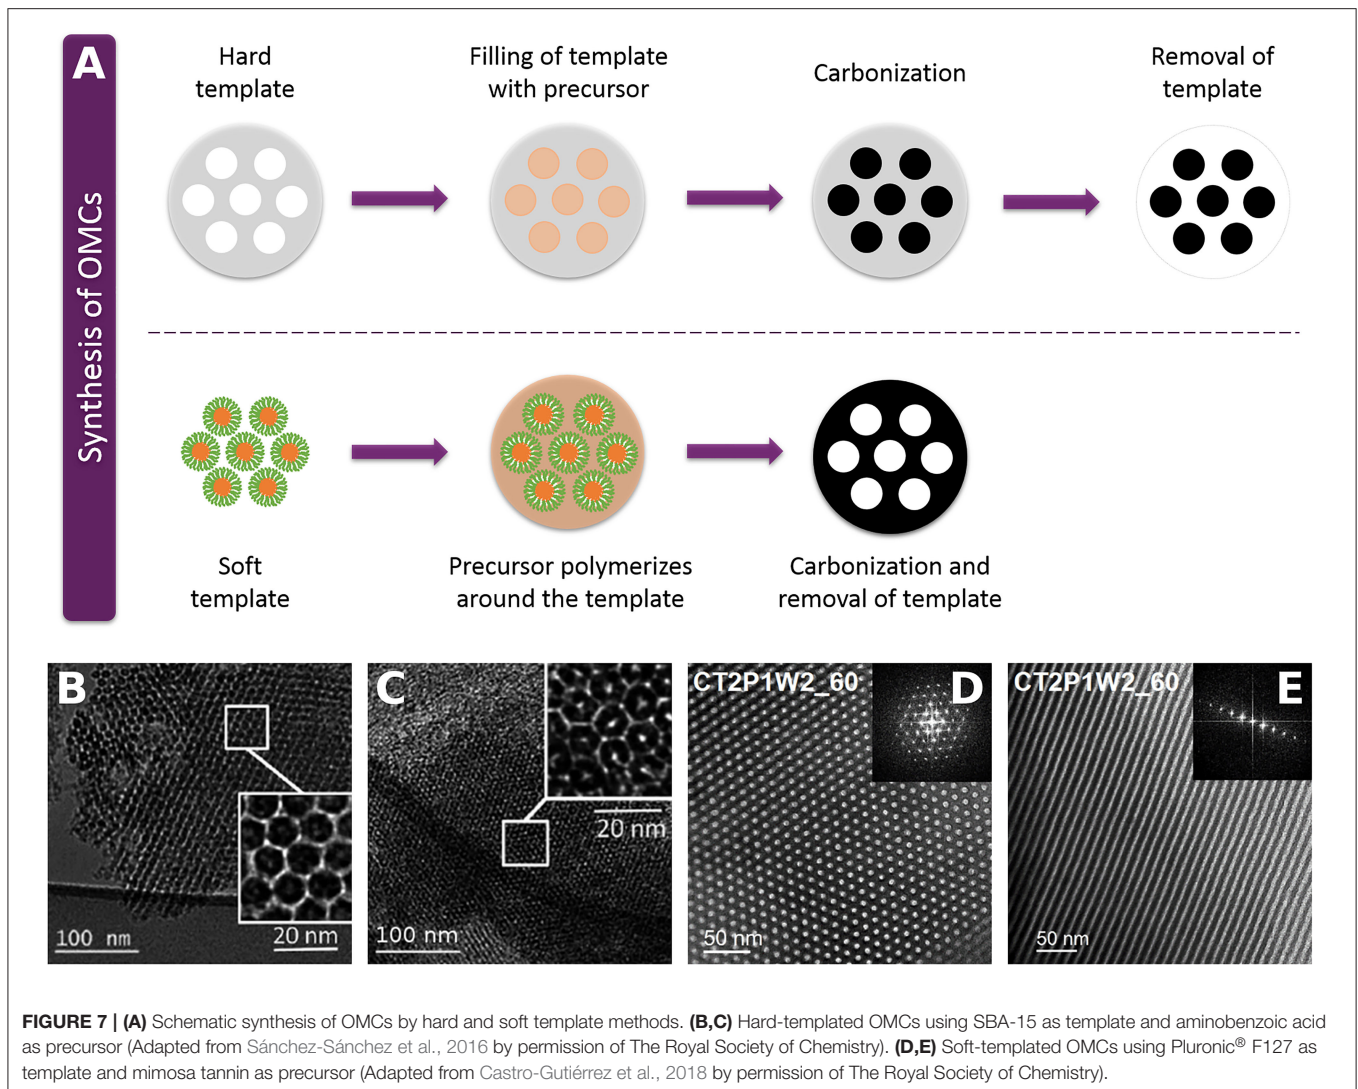 A
Synthesis of OMCs
Hard
template
Filling of template
with precursor
Carbonization
Removal of
template
Soft
template
Precursor polymerizes
around the template
Carbonization and
removal of template
B
100 nm
20 nm
C
20 nm
100 nm
CT2P1W2_60
D
50 nm
CT2P1W2_60
E
50 nm
FIGURE 7 | (A) Schematic synthesis of OMCs by hard and soft template methods. (B,C) Hard-templated OMCs using SBA-15 as template and aminobenzoic acid
as precursor (Adapted from Sánchez-Sánchez et al., 2016 by permission of The Royal Society of Chemistry). (D,E) Soft-templated OMCs using Pluronic® F127 as
template and mimosa tannin as precursor (Adapted from Castro-Gutiérrez et al., 2018 by permission of The Royal Society of Chemistry).